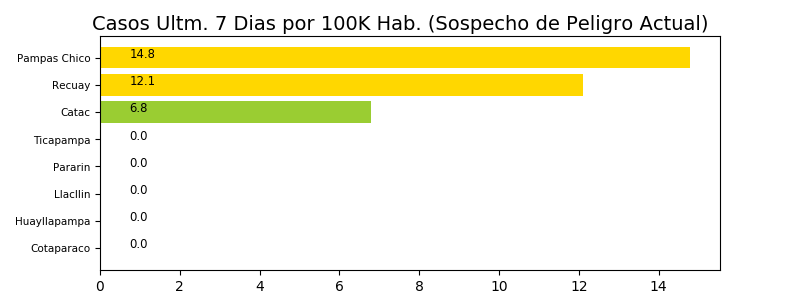 Casos Ultm. 7 Dias por 100K Hab. (Sospecho de Peligro Actual)
Pampas Chico 14.8
Recuay 12.1
Catac 6.8
Ticapampa 0.0
Pararin 0.0
Llacllin 0.0
Huayllapampa 0.0
Cotaparaco 0.0
0 2 4 6 8 10 12 14